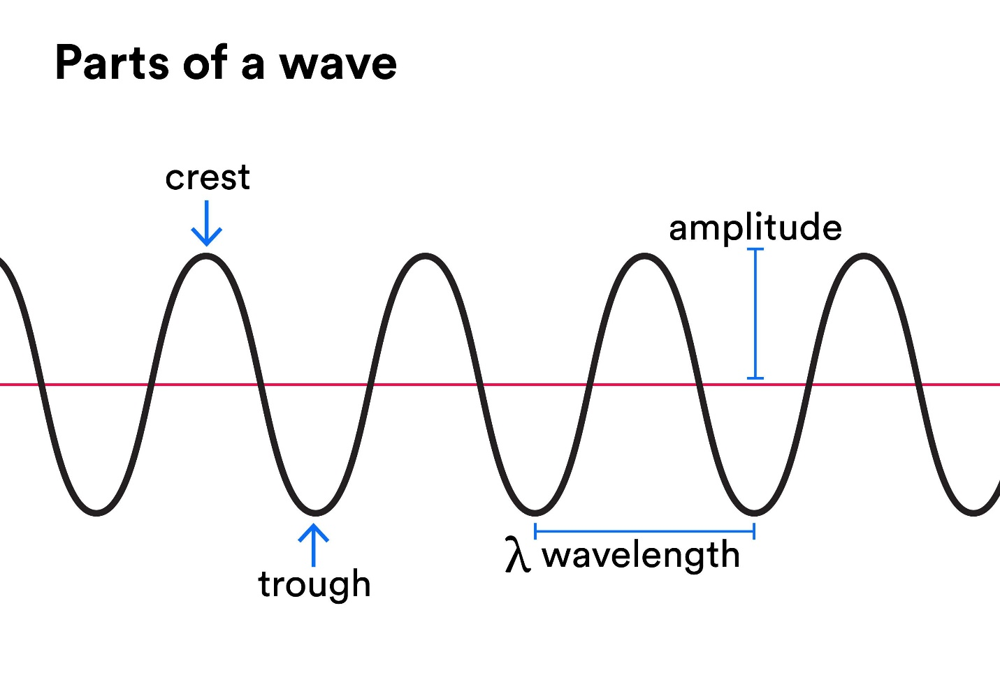 Parts of a wave
crest
amplitude
λ wavelength
trough